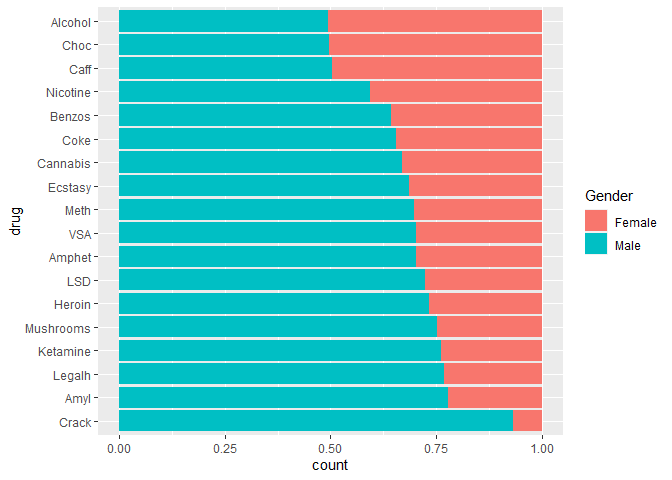 Alcohol
Choc
Caff
Nicotine
Benzos
Coke
Cannabis
Ecstasy
Meth
VSA
Amphet
LSD
Heroin
Mushrooms
Ketamine
Legalh
Amyl
Crack
drug
0.00 0.25 0.50 0.75 1.00
count
Gender
Female
Male